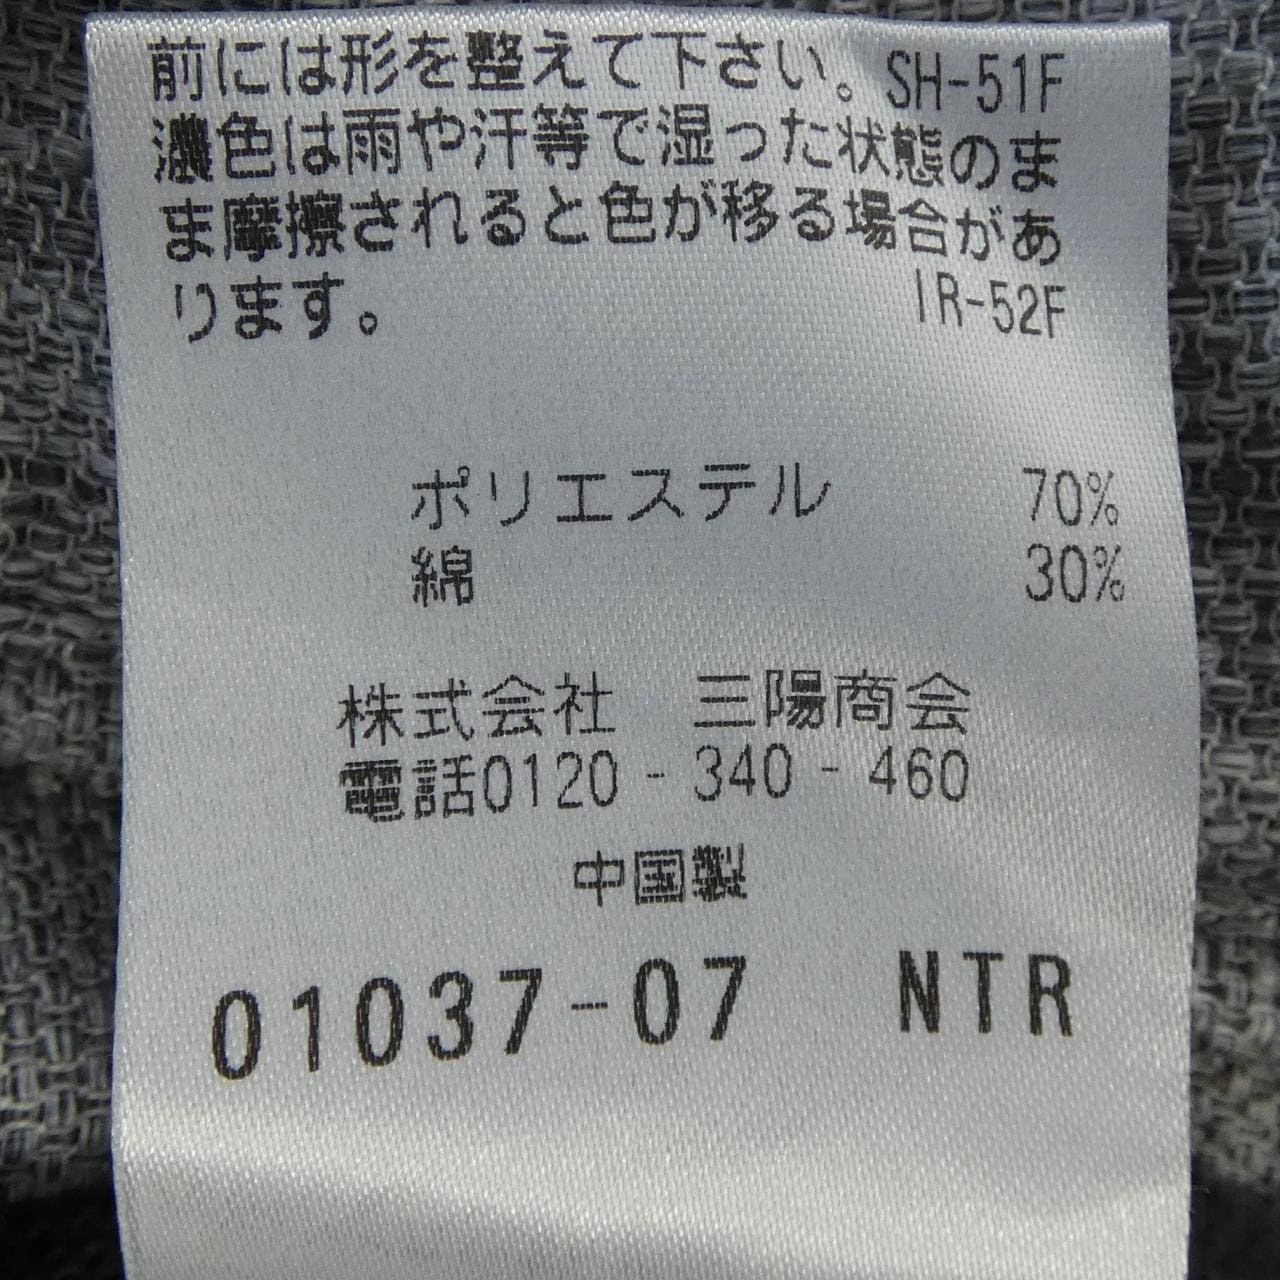 前には形を整えて下さい。SH-51F
濃色は雨や汗等で湿った状態のま
ま摩擦されると色が移る場合があ
ります。 IR-52F
ポリエステル 70%
綿 30%
株式会社 三陽商会
電話0120-340-460
中国製
01037-07 NTR